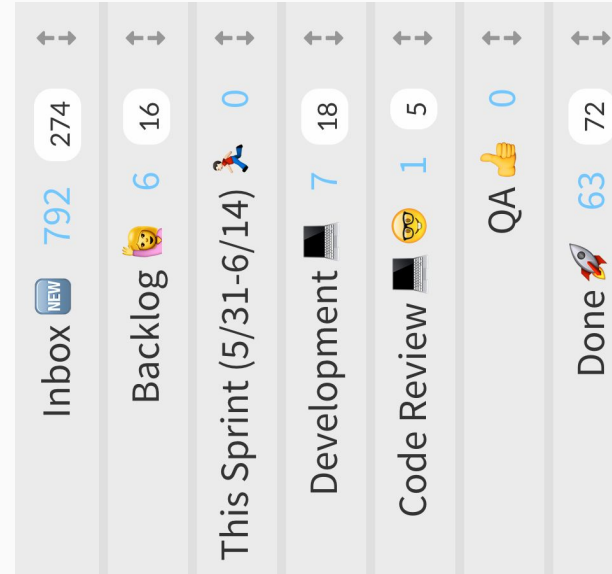 Inbox 🆕 792 274
Backlog 🙋 6 16
This Sprint (5/31-6/14) 🏃 0
Development 💻 7 18
Code Review 💻 🤓 1 5
QA 👍 0
Done 🚀 63 72